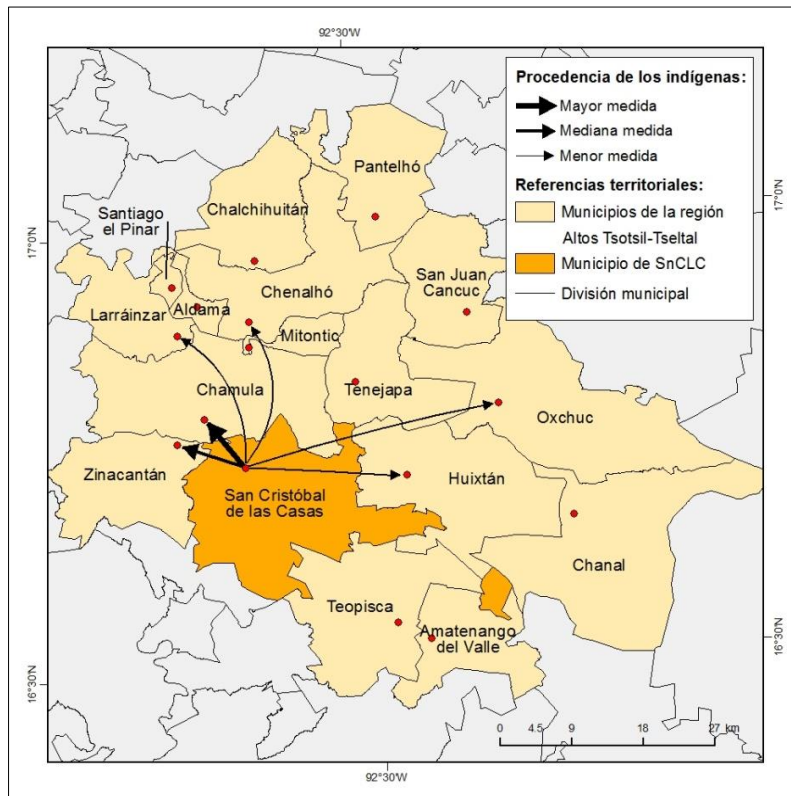 92°30'W
Procedencia de los indígenas:
Mayor medida
Mediana medida
Menor medida
Referencias territoriales:
Municipios de la región
Altos Tsotsil-Tseltal
Municipio de SnCLC
División municipal
17°0'N
17°0'N
Pantelhó
Chalchihuitán
Santiago
el Pinar
San Juan
Cancuc
Chenalhó
Larráinzar
Aldama
Mitontic
Chamula
Tenejapa
Oxchuc
Zinacantán
Huixtán
San Cristóbal
de las Casas
Chanal
Teopisca
Amatenango
del Valle
16°30'N
16°30'N
0 4.5 9 18 27 km
92°30'W